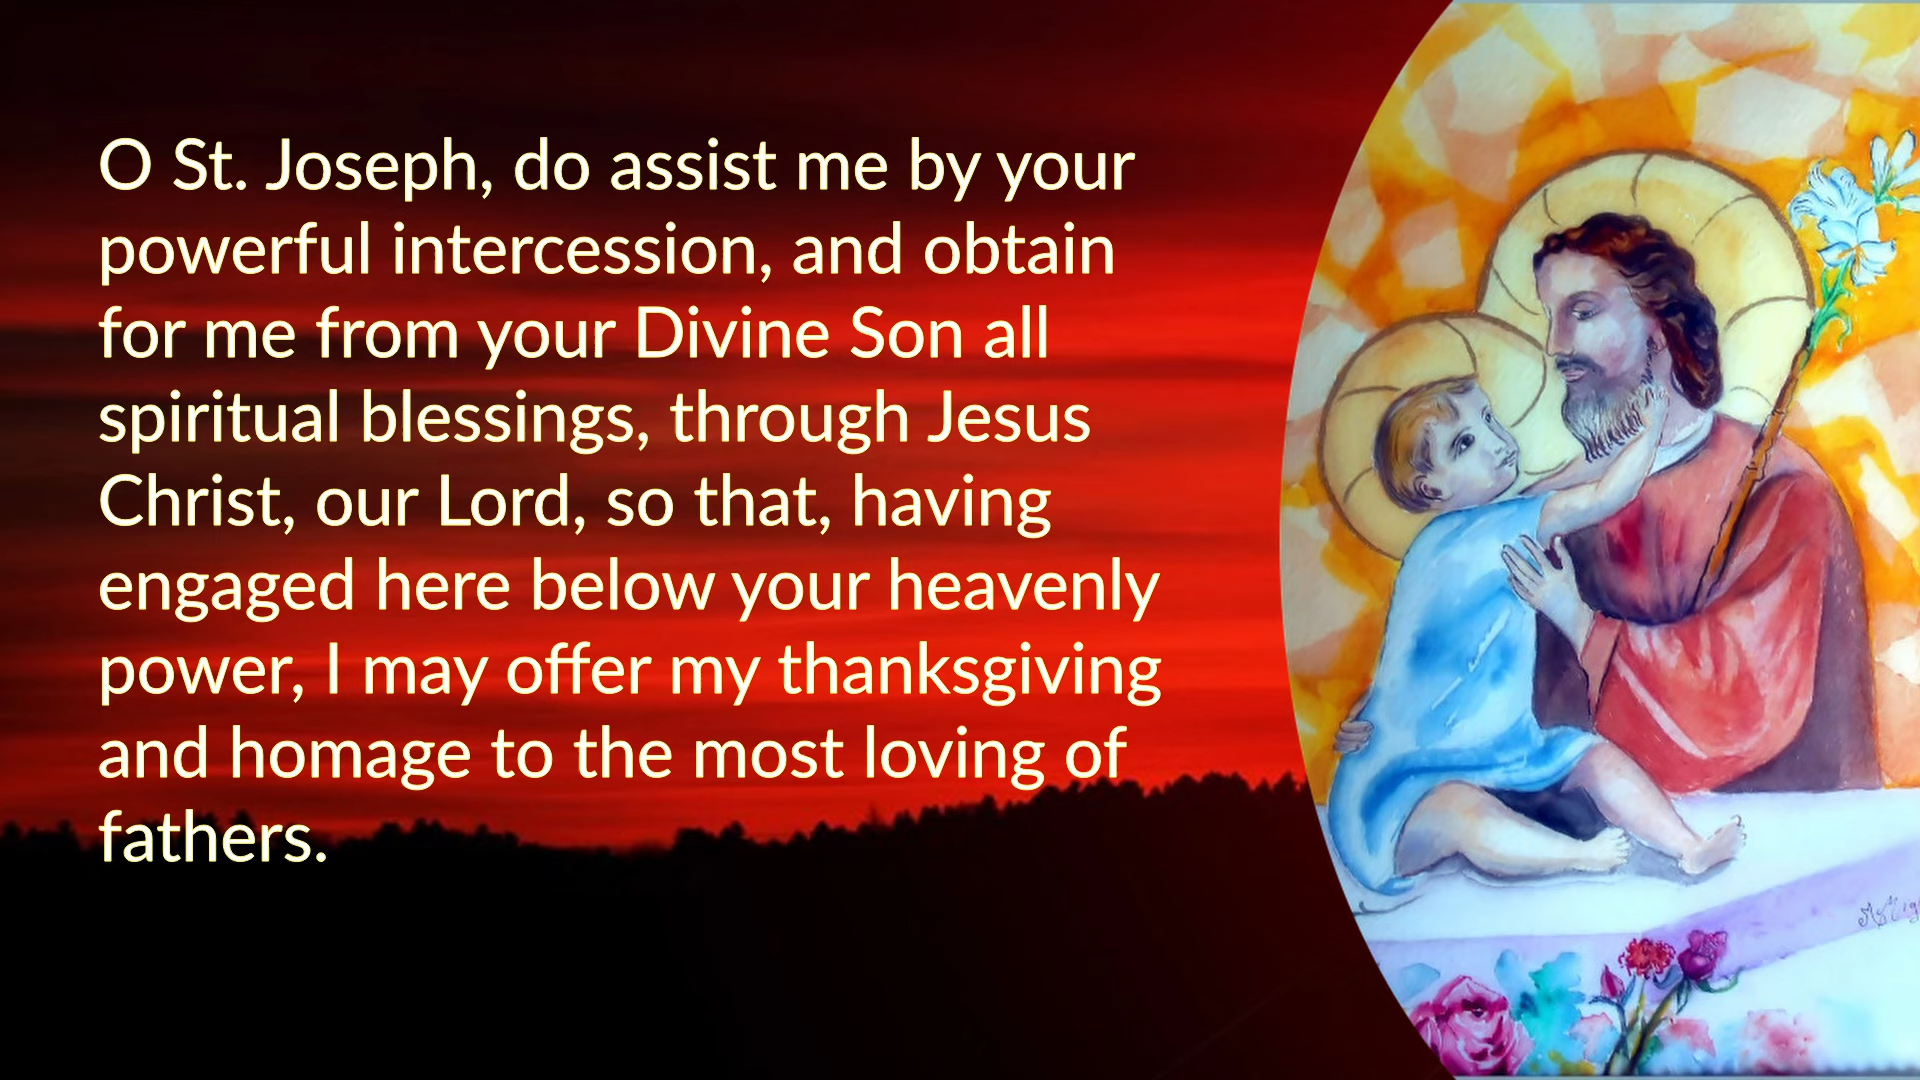 O St. Joseph, do assist me by your
powerful intercession, and obtain
for me from your Divine Son all
spiritual blessings, through Jesus
Christ, our Lord, so that, having
engaged here below your heavenly
power, I may offer my thanksgiving
and homage to the most loving of
fathers.